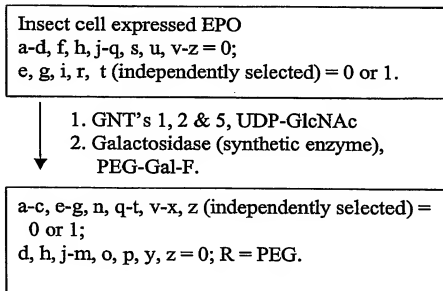 Insect cell expressed EPO
a-d, f, h, j-q, s, u, v-z = 0;
e, g, i, r, t (independently selected) = 0 or 1.
1. GNT's 1, 2 & 5, UDP-GlcNAc
2. Galactosidase (synthetic enzyme),
PEG-Gal-F.
a-c, e-g, n, q-t, v-x, z (independently selected) =
0 or 1;
d, h, j-m, o, p, y, z = 0; R = PEG.